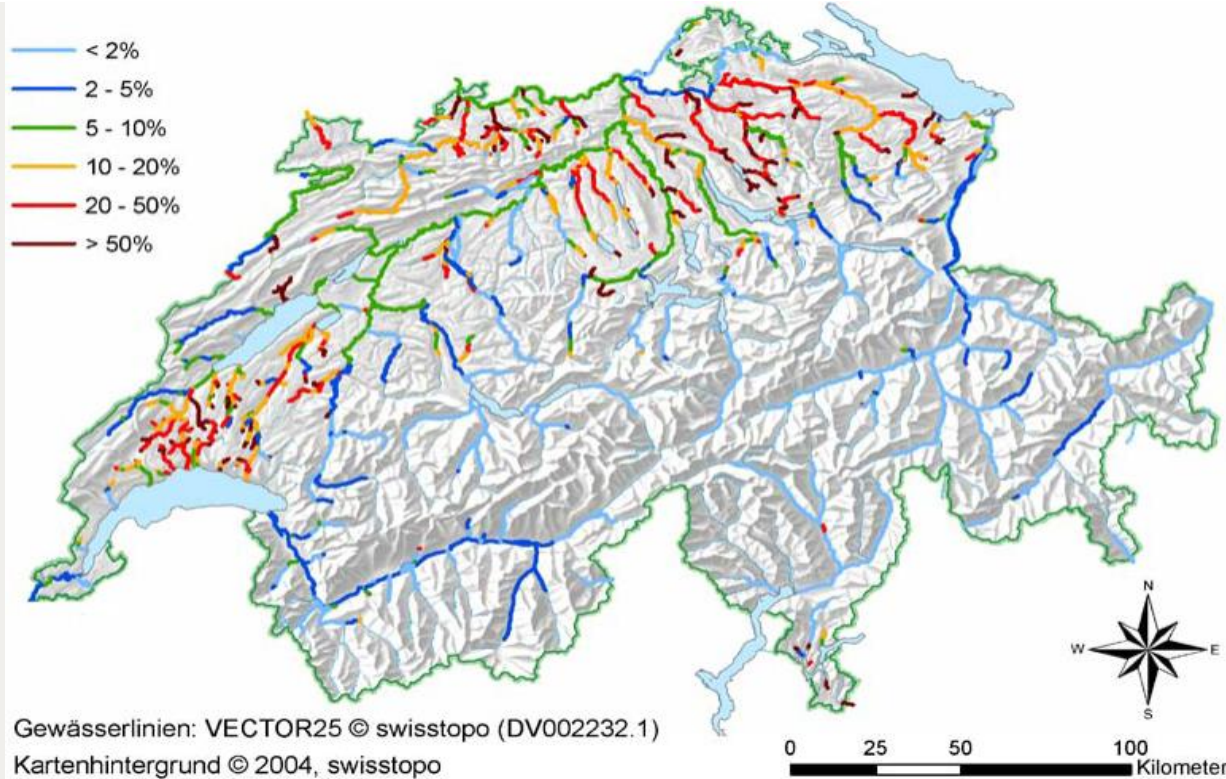 < 2%
2 - 5%
5 - 10%
10 - 20%
20 - 50%
> 50%
N
W
E
S
Gewässerlinien: VECTOR25 © swisstopo (DV002232.1)
Kartenhintergrund © 2004, swisstopo
0 25 50 100
Kilometer